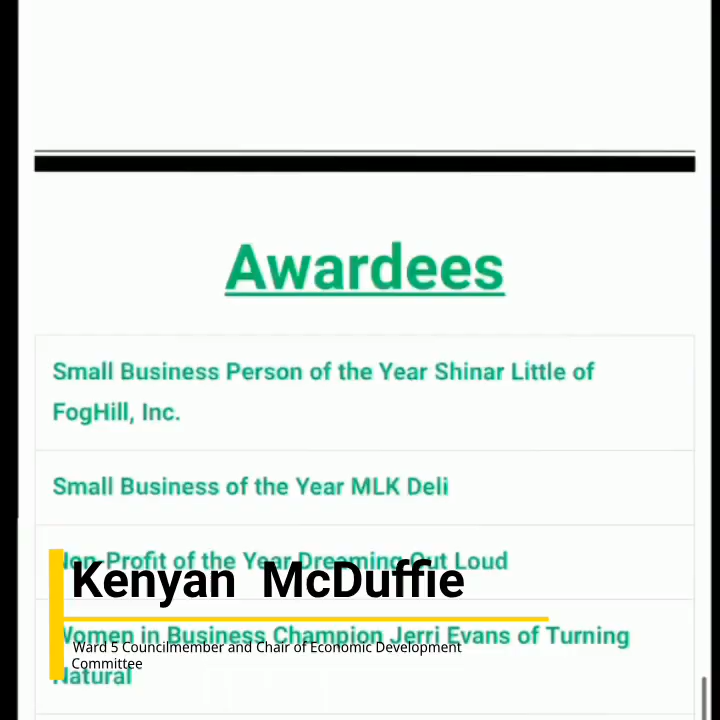 Awardees
Small Business Person of the Year Shinar Little of
FogHill, Inc.
Small Business of the Year MLK Deli
Non-Profit of the Year Dreaming Out Loud
Kenyan McDuffie
Women in Business Champion Jerri Evans of Turning
Ward 5 Councilmember and Chair of Economic Development
Committee
Natural